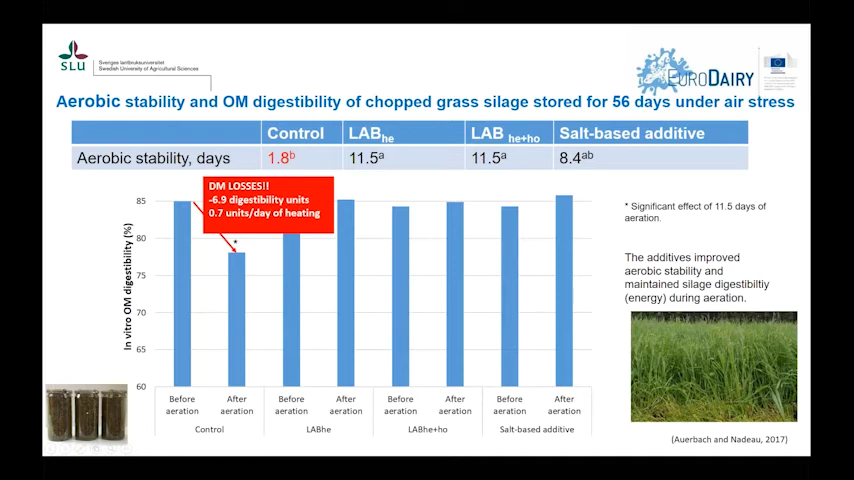 SLU
Sveriges lantbruksuniversitet
Swedish University of Agricultural Sciences
EURODAIRY
Aerobic stability and OM digestibility of chopped grass silage stored for 56 days under air stress
Control LABhe LAB he+ho Salt-based additive
Aerobic stability, days 1.8b 11.5a 11.5a 8.4ab
DM LOSSES!!
-6.9 digestibility units
0.7 units/day of heating
*
In vitro OM digestibility (%)
85
80
75
70
65
60
Before aeration After aeration Before aeration After aeration Before aeration After aeration Before aeration After aeration
Control LABhe LABhe+ho Salt-based additive
* Significant effect of 11.5 days of
aeration.
The additives improved
aerobic stability and
maintained silage digestibiltiy
(energy) during aeration.
(Auerbach and Nadeau, 2017)